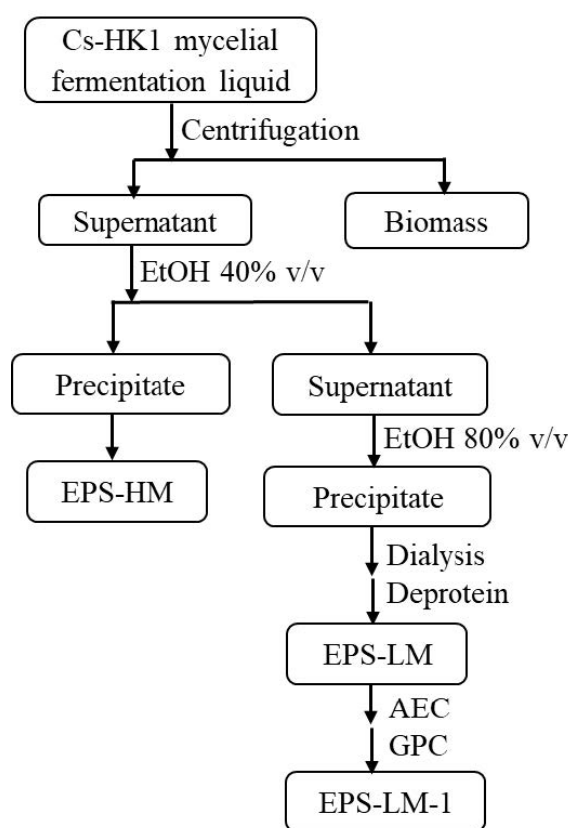 Cs-HK1 mycelial
fermentation liquid
Centrifugation
Supernatant
Biomass
EtOH 40% v/v
Precipitate
Supernatant
EtOH 80% v/v
EPS-HM
Precipitate
Dialysis
Deprotein
EPS-LM
AEC
GPC
EPS-LM-1